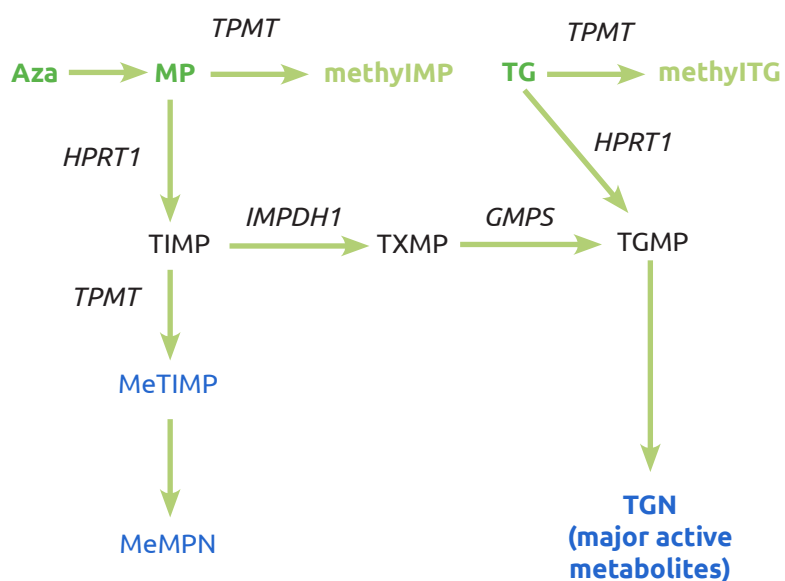 TPMT
TPMT
Aza
MP
methyIMP
TG
methyITG
HPRT1
HPRT1
IMPDH1
GMPS
TIMP
TXMP
TGMP
TPMT
MeTIMP
TGN
(major active
metabolites)
MeMPN